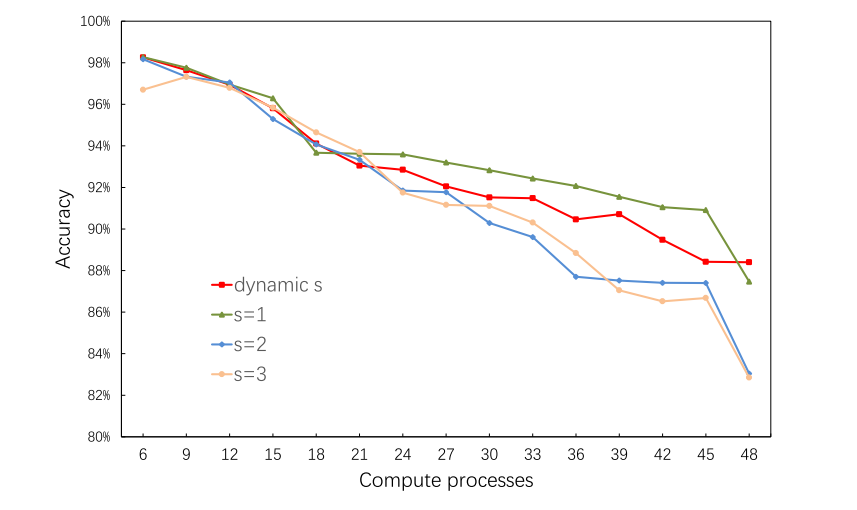 100%
98%
96%
94%
92%
90%
88%
86%
84%
82%
80%
Accuracy
dynamic s
s=1
s=2
s=3
6 9 12 15 18 21 24 27 30 33 36 39 42 45 48
Compute processes